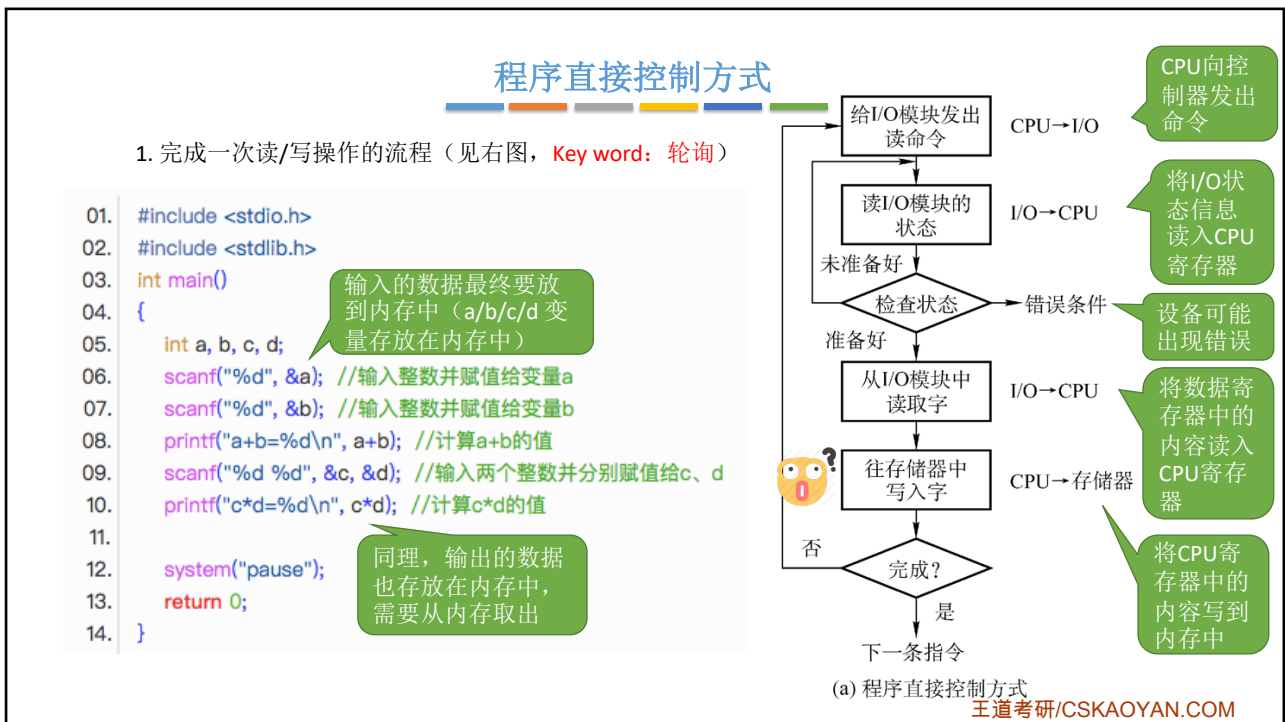 程序直接控制方式
1. 完成一次读/写操作的流程（见右图，Key word：轮询）
01. #include <stdio.h>
02. #include <stdlib.h>
03. int main()
04. {
05. int a, b, c, d;
06. scanf("%d", &a); //输入整数并赋值给变量a
07. scanf("%d", &b); //输入整数并赋值给变量b
08. printf("a+b=%d\n", a+b); //计算a+b的值
09. scanf("%d %d", &c, &d); //输入两个整数并分别赋值给c、d
10. printf("c*d=%d\n", c*d); //计算c*d的值
11.
12. system("pause");
13. return 0;
14. }
输入的数据最终要放
到内存中（a/b/c/d 变
量存放在内存中）
同理，输出的数据
也存放在内存中，
需要从内存取出
给I/O模块发出
读命令
CPU→I/O
CPU向控
制器发出
命令
读I/O模块的
状态
I/O→CPU
将I/O状
态信息
读入CPU
寄存器
未准备好
检查状态
错误条件
设备可能
出现错误
准备好
从I/O模块中
读取字
I/O→CPU
将数据寄
存器中的
内容读入
CPU寄存
器
往存储器中
写入字
CPU→存储器
将CPU寄
存器中的
内容写到
内存中
否
完成?
是
下一条指令
(a) 程序直接控制方式
王道考研/CSKAOYAN.COM